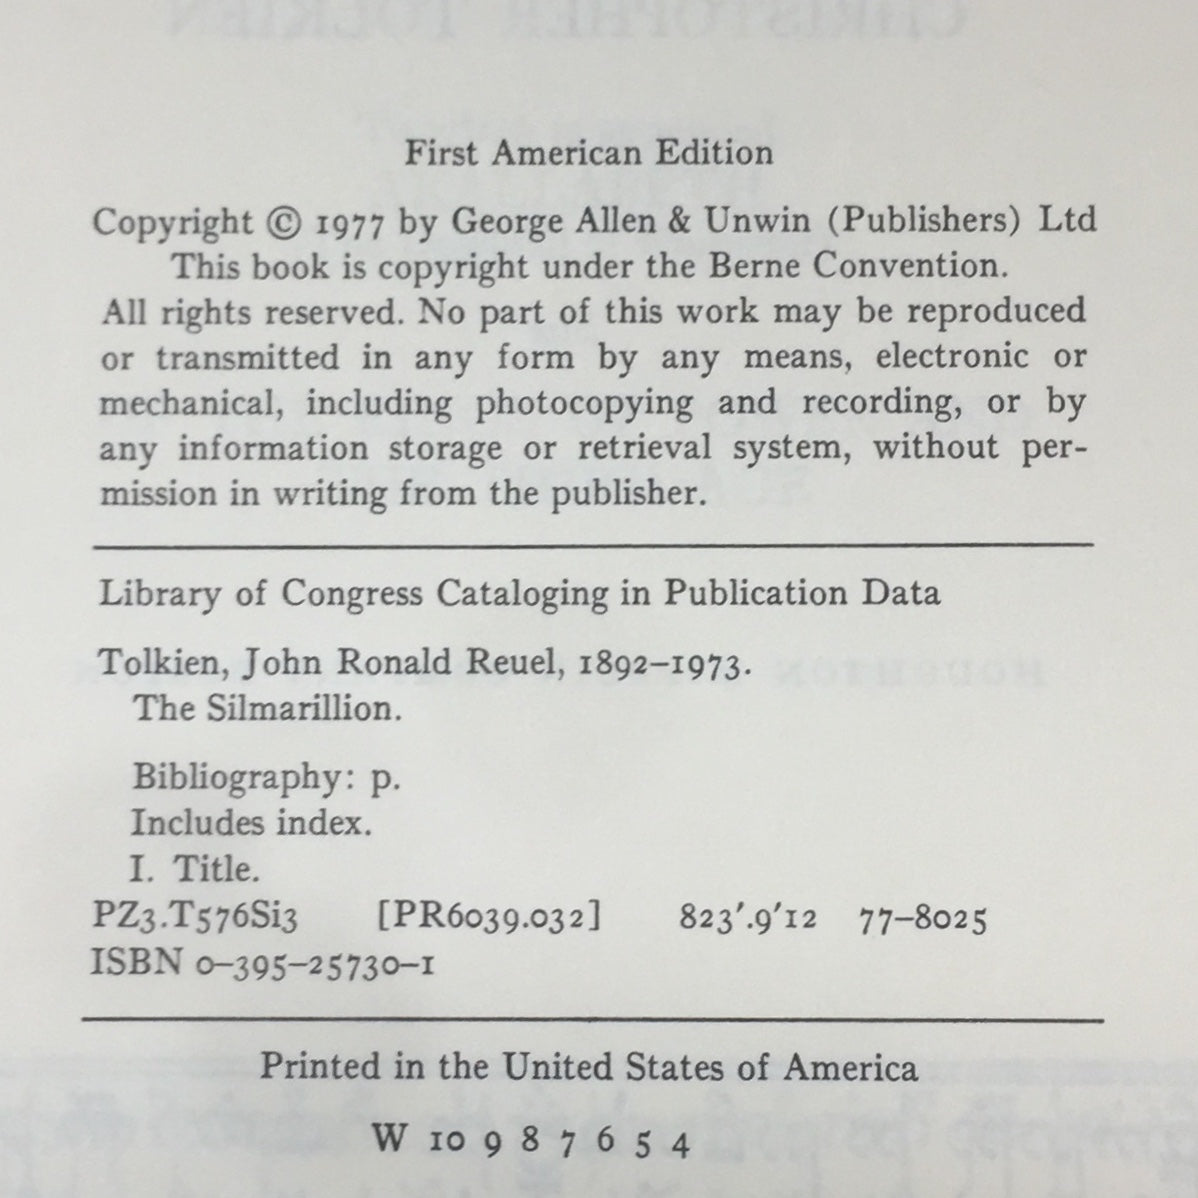 First American Edition
Copyright © 1977 by George Allen & Unwin (Publishers) Ltd
This book is copyright under the Berne Convention.
All rights reserved. No part of this work may be reproduced
or transmitted in any form by any means, electronic or
mechanical, including photocopying and recording, or by
any information storage or retrieval system, without per-
mission in writing from the publisher.
Library of Congress Cataloging in Publication Data
Tolkien, John Ronald Reuel, 1892–1973.
The Silmarillion.
Bibliography: p.
Includes index.
I. Title.
PZ3.T576Si3 [PR6039.032] 823′.9′12 77–8025
ISBN 0–395–25730–1
Printed in the United States of America
W 10 9 8 7 6 5 4